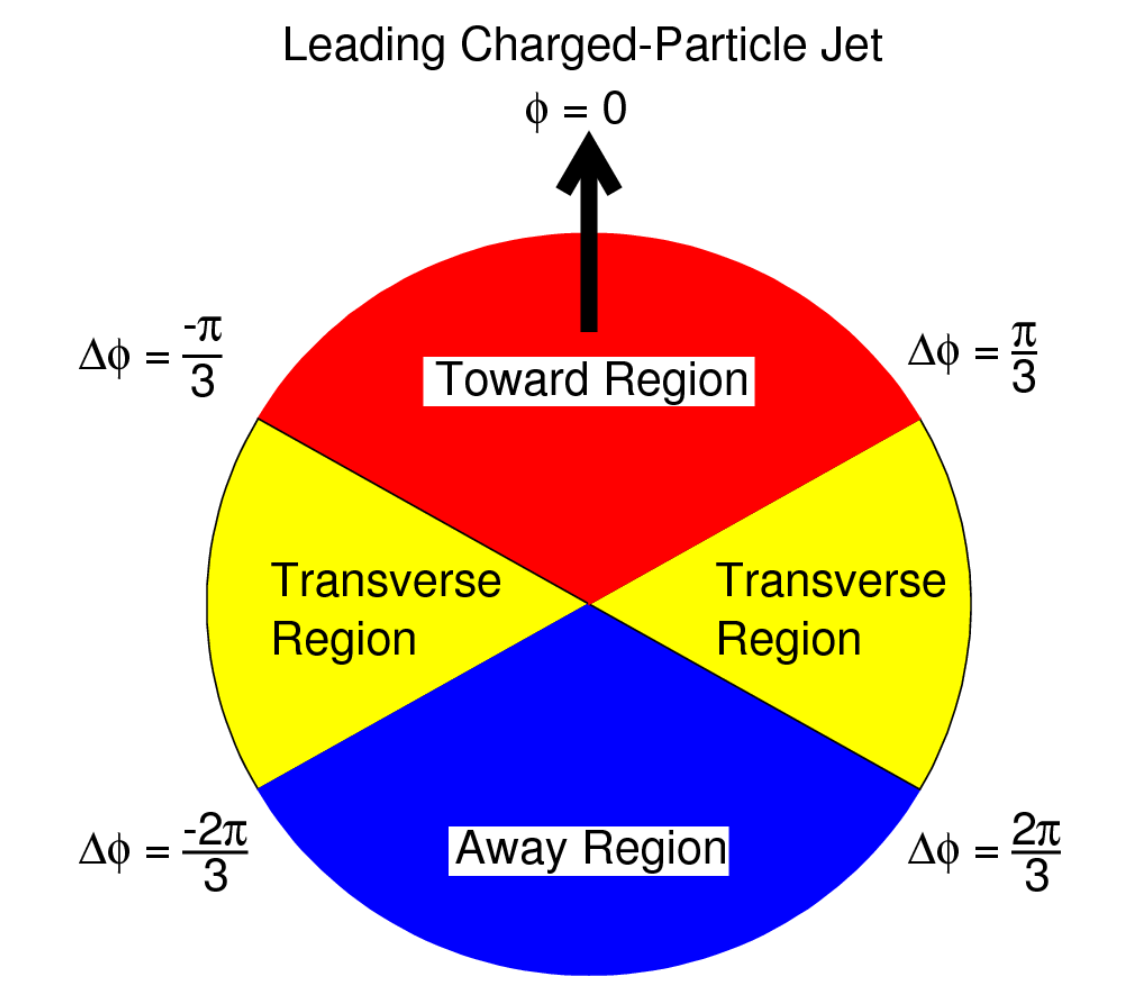 Leading Charged-Particle Jet
ϕ = 0
Δϕ = -π/3
Δϕ = π/3
Toward Region
Transverse
Region
Transverse
Region
Δϕ = -2π/3
Away Region
Δϕ = 2π/3